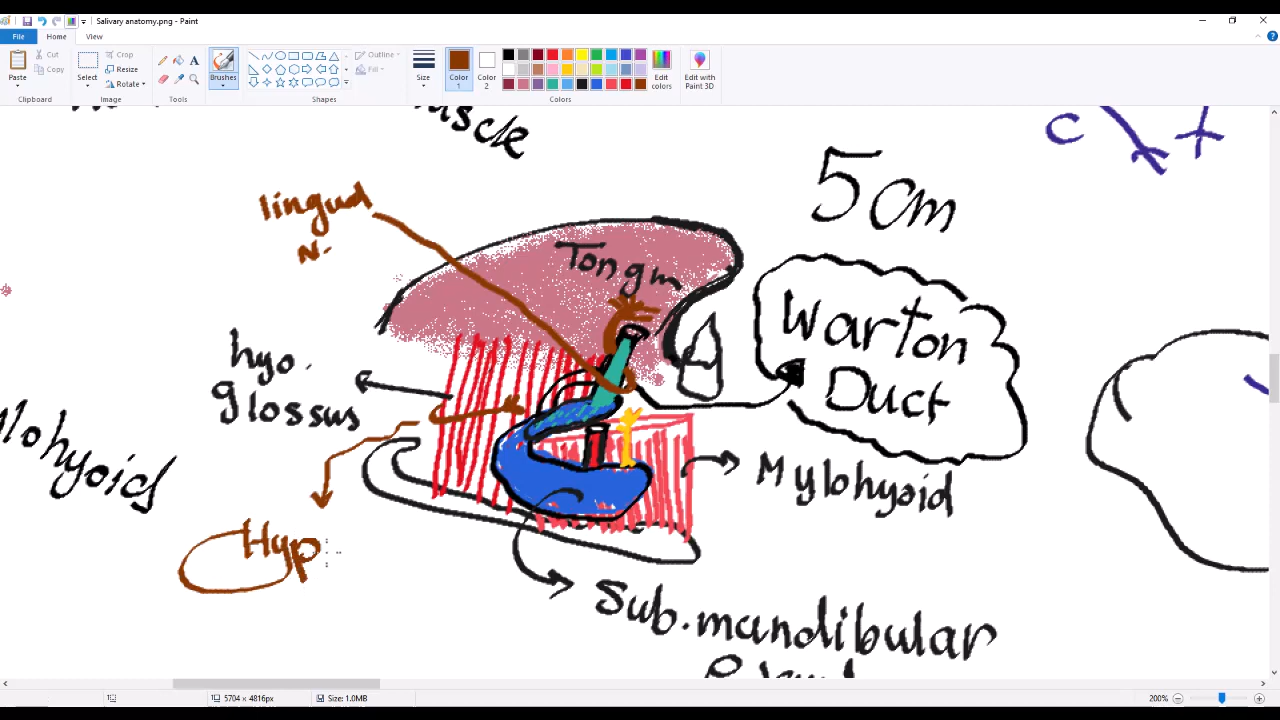 Salivary anatomy.png - Paint
File
Home
View
Paste
Cut
Copy
Clipboard
Select
Crop
Resize
Rotate
Image
Tools
Brushes
Shapes
Outline
Fill
Size
Color 1
Color 2
Edit colors
Edit with Paint 3D
Colors
5 cm
lingual
N.
Tong
Warton
Duct
hyo.
glossus
lohyoid
Mylohyoid
Hyp
Sub.mandibular
5704 × 4816px
Size: 1.0MB
200%